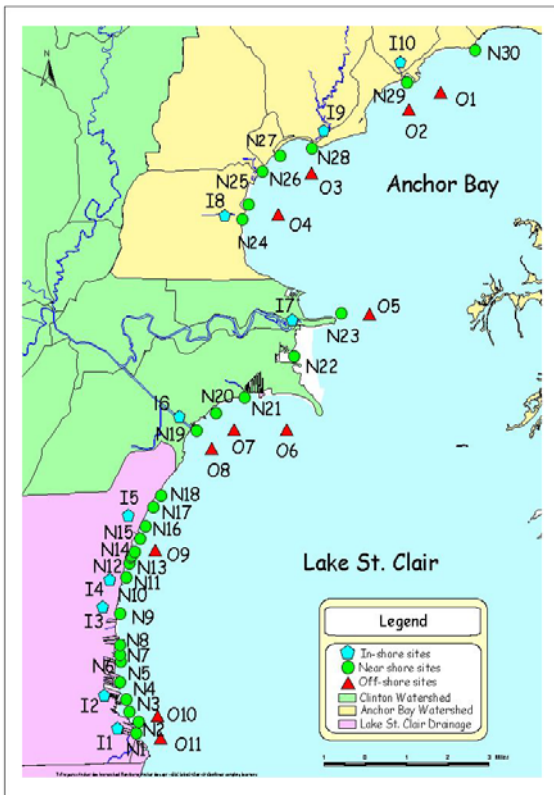 N
I10
N30
N29
O1
O2
I9
N28
N27
N26
O3
Anchor Bay
N25
I8
O4
N24
I7
O5
N23
N22
N20
N21
I6
N19
O7
O6
O8
N18
I5
N17
N16
N15
N14
O9
N12
N13
Lake St. Clair
I4
N11
N10
I3
N9
N8
N7
N6
N5
I2
N4
N3
O10
I1
N2
N1
O11
Legend
In-shore sites
Near shore sites
Off-shore sites
Clinton Watershed
Anchor Bay Watershed
Lake St. Clair Drainage
1 0 1 2 3 Miles